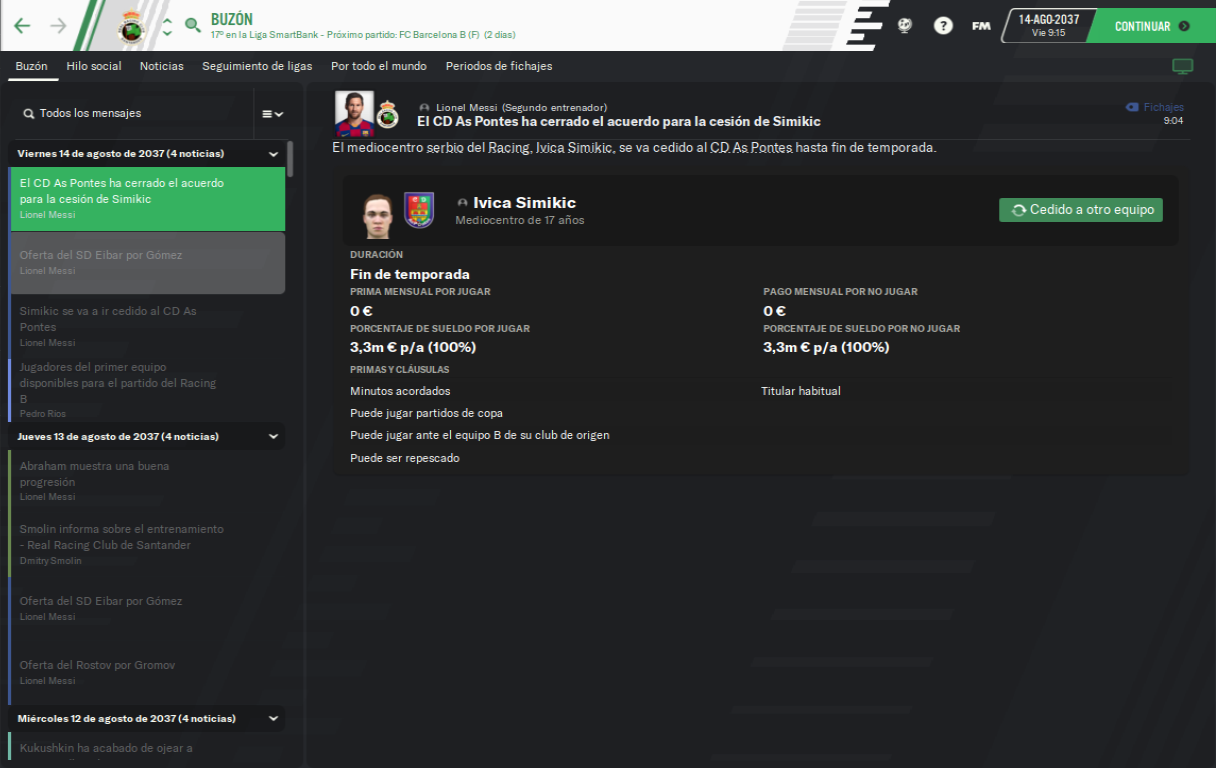 BUZÓN
17º en la Liga SmartBank - Próximo partido: FC Barcelona B (F) (2 días)
?
FM
14-AGO-2037
Vie 9:15
CONTINUAR
Buzón
Hilo social
Noticias
Seguimiento de ligas
Por todo el mundo
Periodos de fichajes
Todos los mensajes
Viernes 14 de agosto de 2037 (4 noticias)
El CD As Pontes ha cerrado el acuerdo
para la cesión de Simikic
Lionel Messi
Oferta del SD Eibar por Gómez
Lionel Messi
Simikic se va a ir cedido al CD As
Pontes
Lionel Messi
Jugadores del primer equipo
disponibles para el partido del Racing
B
Pedro Ríos
Jueves 13 de agosto de 2037 (4 noticias)
Abraham muestra una buena
progresión
Lionel Messi
Smolin informa sobre el entrenamiento
- Real Racing Club de Santander
Dmitry Smolin
Oferta del SD Eibar por Gómez
Lionel Messi
Oferta del Rostov por Gromov
Lionel Messi
Miércoles 12 de agosto de 2037 (4 noticias)
Kukushkin ha acabado de ojear a
Lionel Messi (Segundo entrenador)
El CD As Pontes ha cerrado el acuerdo para la cesión de Simikic
Fichajes
9:04
El mediocentro serbio del Racing, Ivica Simikic, se va cedido al CD As Pontes hasta fin de temporada.
Ivica Simikic
Mediocentro de 17 años
Cedido a otro equipo
DURACIÓN
Fin de temporada
PRIMA MENSUAL POR JUGAR
PAGO MENSUAL POR NO JUGAR
0 €
0 €
PORCENTAJE DE SUELDO POR JUGAR
PORCENTAJE DE SUELDO POR NO JUGAR
3,3m € p/a (100%)
3,3m € p/a (100%)
PRIMAS Y CLÁUSULAS
Minutos acordados
Titular habitual
Puede jugar partidos de copa
Puede jugar ante el equipo B de su club de origen
Puede ser repescado